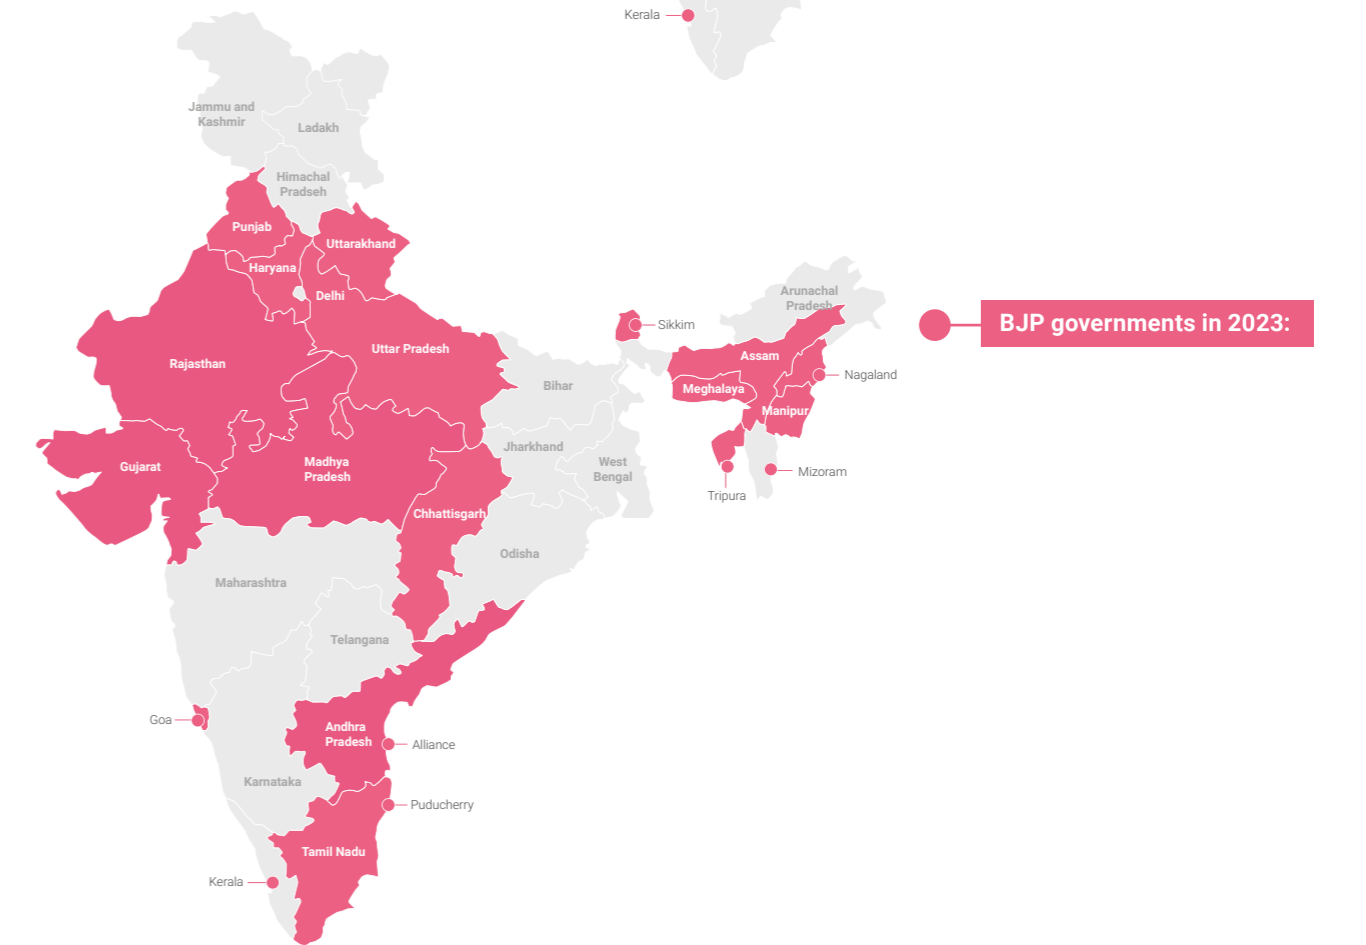 Kerala
Jammu and
Kashmir
Ladakh
Himachal
Pradseh
Punjab
Uttarakhand
Haryana
Delhi
Arunachal
Pradesh
Sikkim
BJP governments in 2023:
Uttar Pradesh
Assam
Rajasthan
Nagaland
Bihar
Meghalaya
Manipur
Jharkhand
Gujarat
Madhya
Pradesh
West
Bengal
Mizoram
Tripura
Chhattisgarh
Odisha
Maharashtra
Telangana
Goa
Andhra
Pradesh
Alliance
Karnataka
Puducherry
Tamil Nadu
Kerala